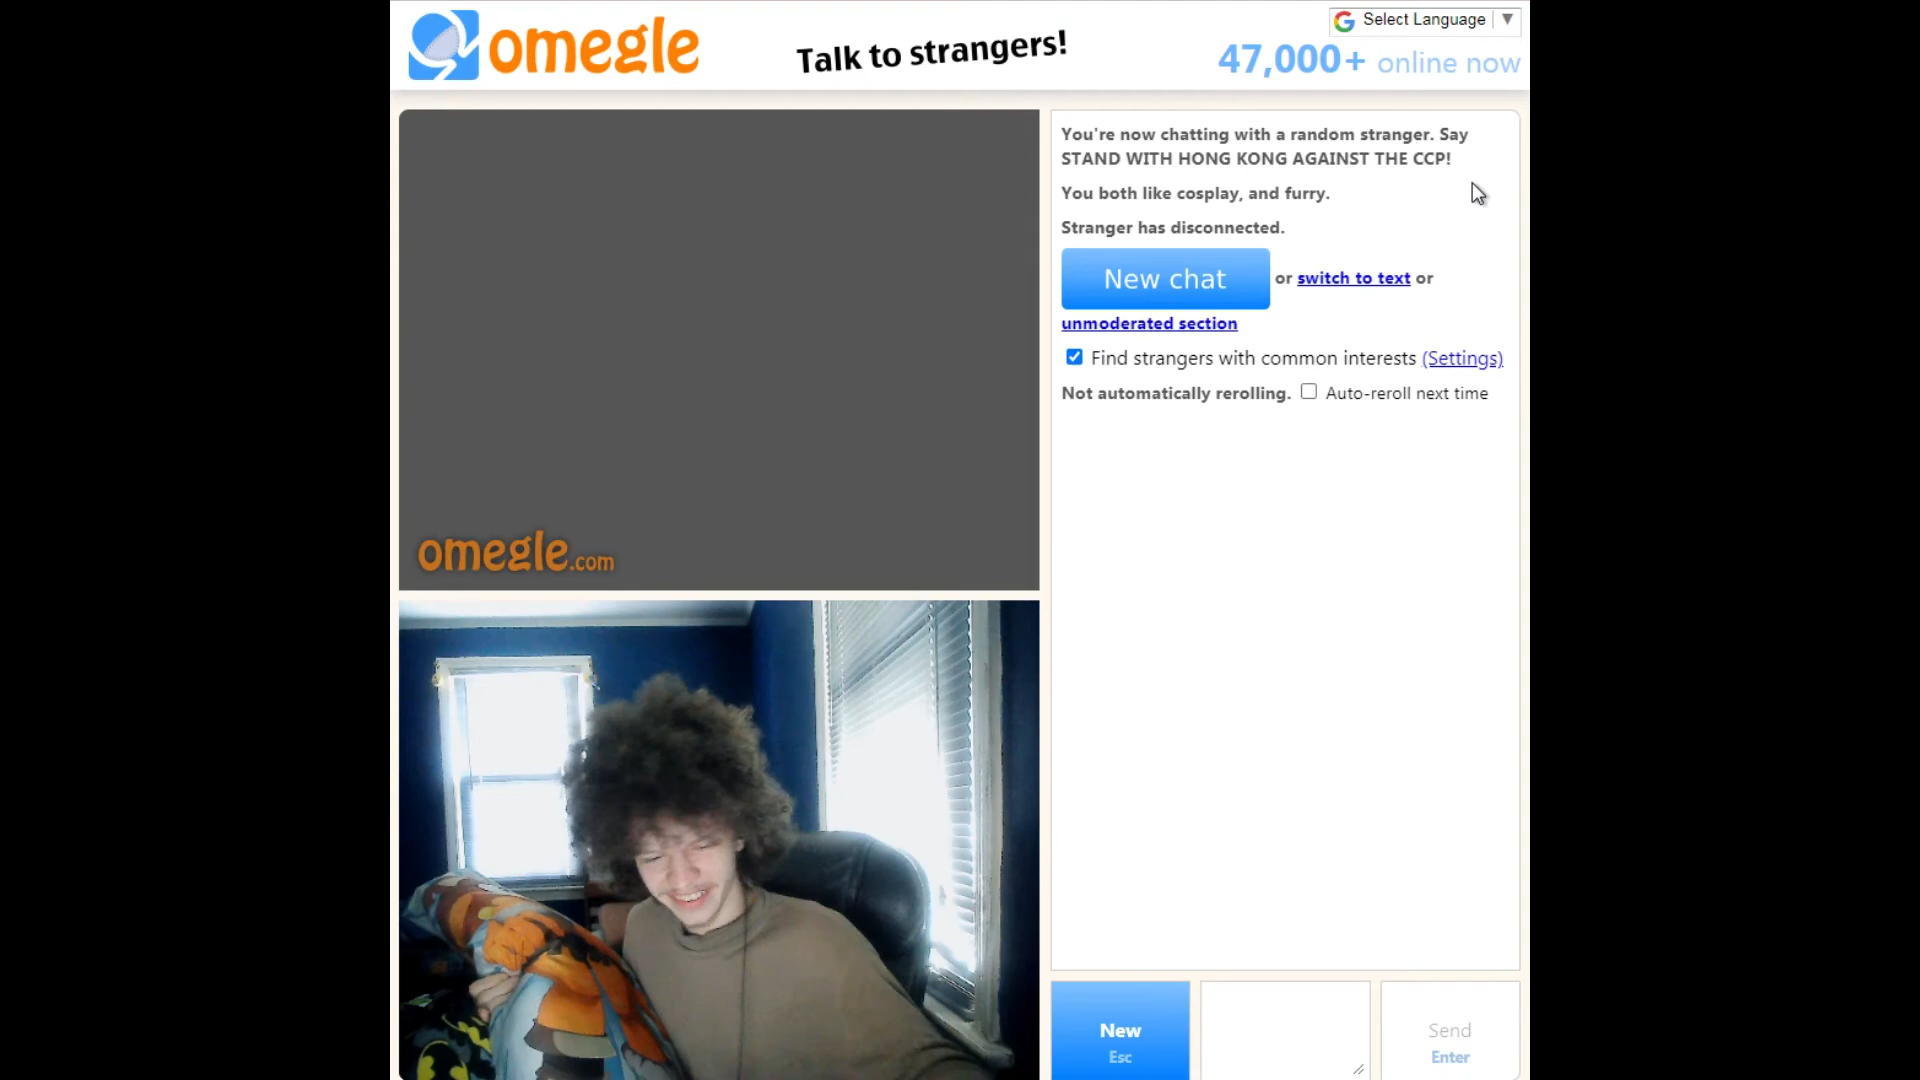 omegle
Talk to strangers!
Select Language ▼
47,000+ online now
You're now chatting with a random stranger. Say
STAND WITH HONG KONG AGAINST THE CCP!
You both like cosplay, and furry.
Stranger has disconnected.
New chat or switch to text or
unmoderated section
Find strangers with common interests (Settings)
Not automatically rerolling. Auto-reroll next time
omegle.com
New
Esc
Send
Enter